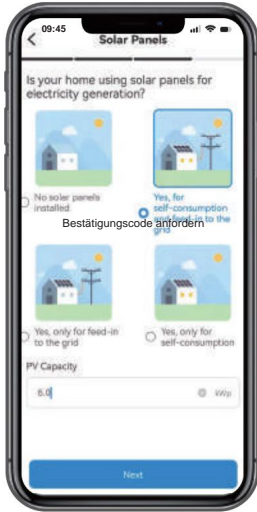 09:45
Solar Panels
Is your home using solar panels for
electricity generation?
No solar panels
installed
Yes, for
self-consumption
and feed-in to the
grid
Bestätigungscode anfordern
Yes, only for feed-in
to the grid
Yes, only for
self-consumption
PV Capacity
6.0
kWp
Next